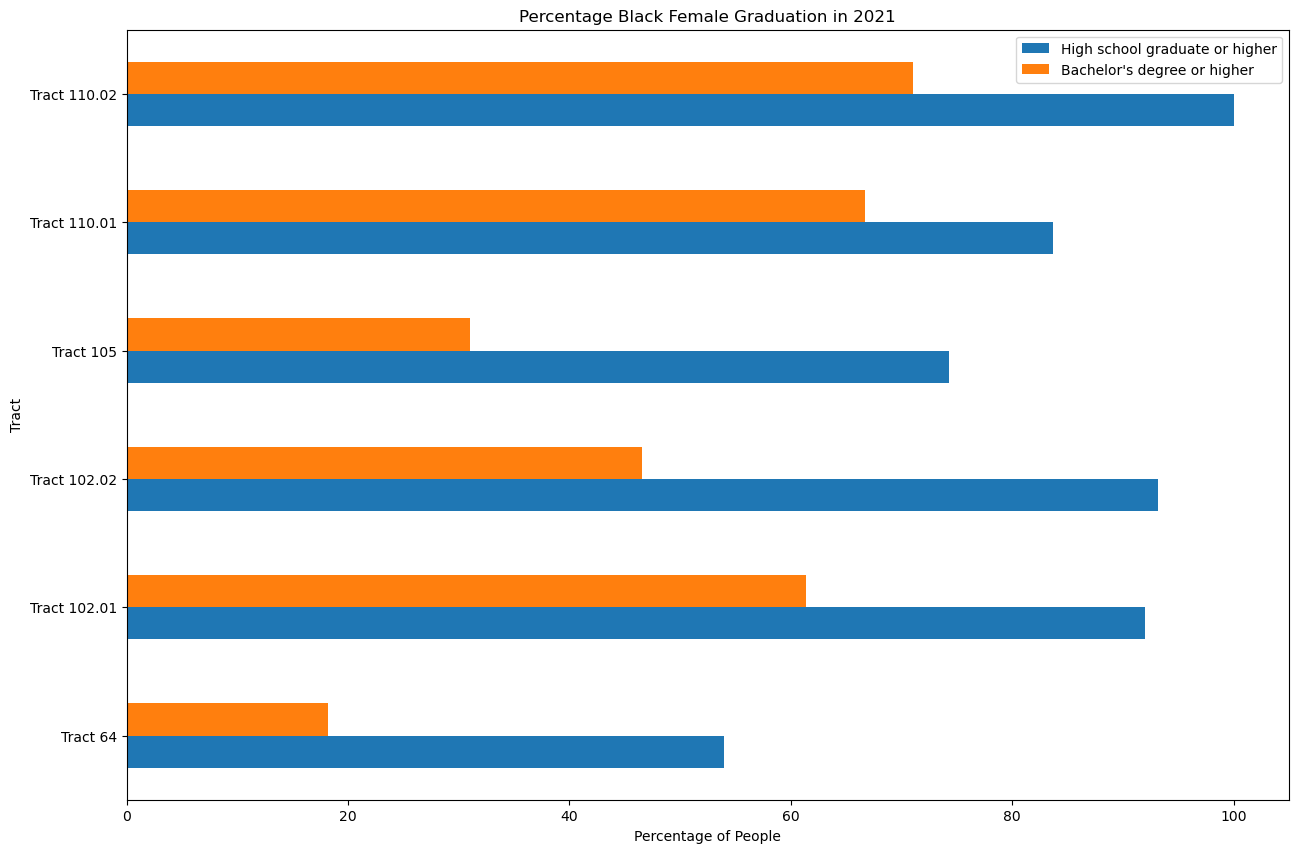 Percentage Black Female Graduation in 2021
High school graduate or higher
Bachelor's degree or higher
Tract 110.02
Tract 110.01
Tract 105
Tract 102.02
Tract 102.01
Tract 64
Tract
0 20 40 60 80 100
Percentage of People